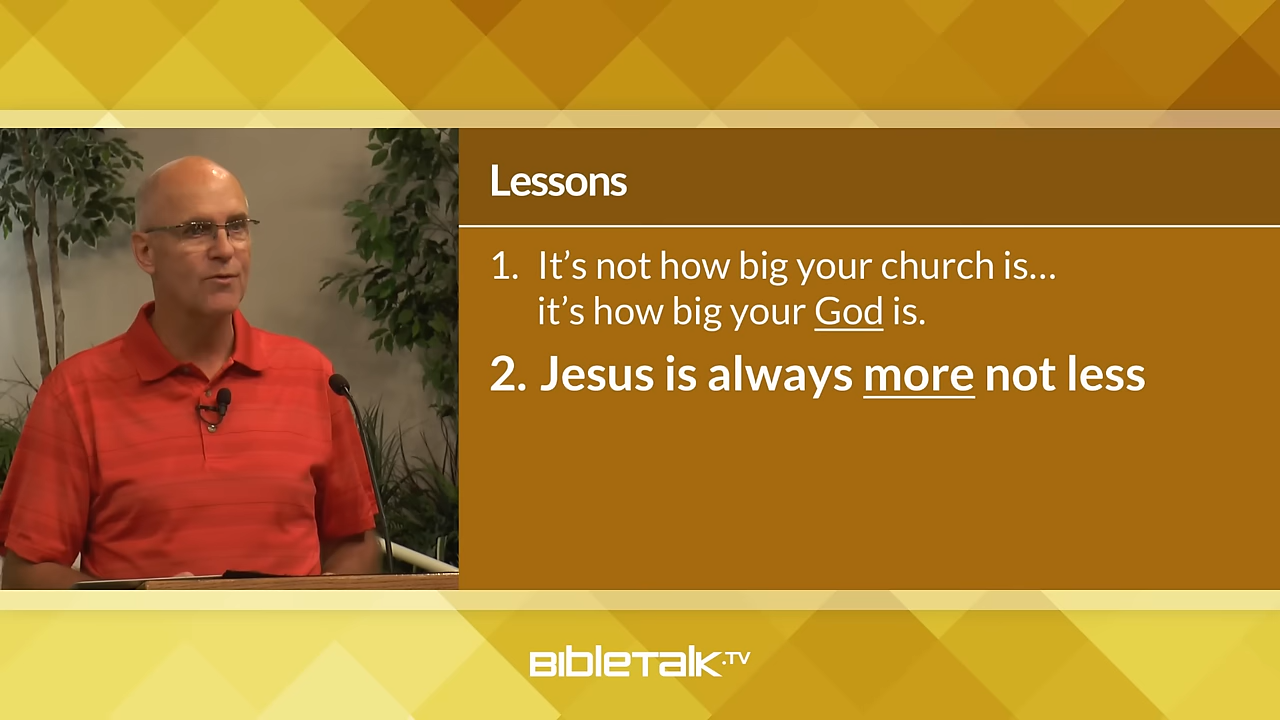 Lessons
1. It’s not how big your church is...
it’s how big your God is.
2. Jesus is always more not less
BibleTalk.TV